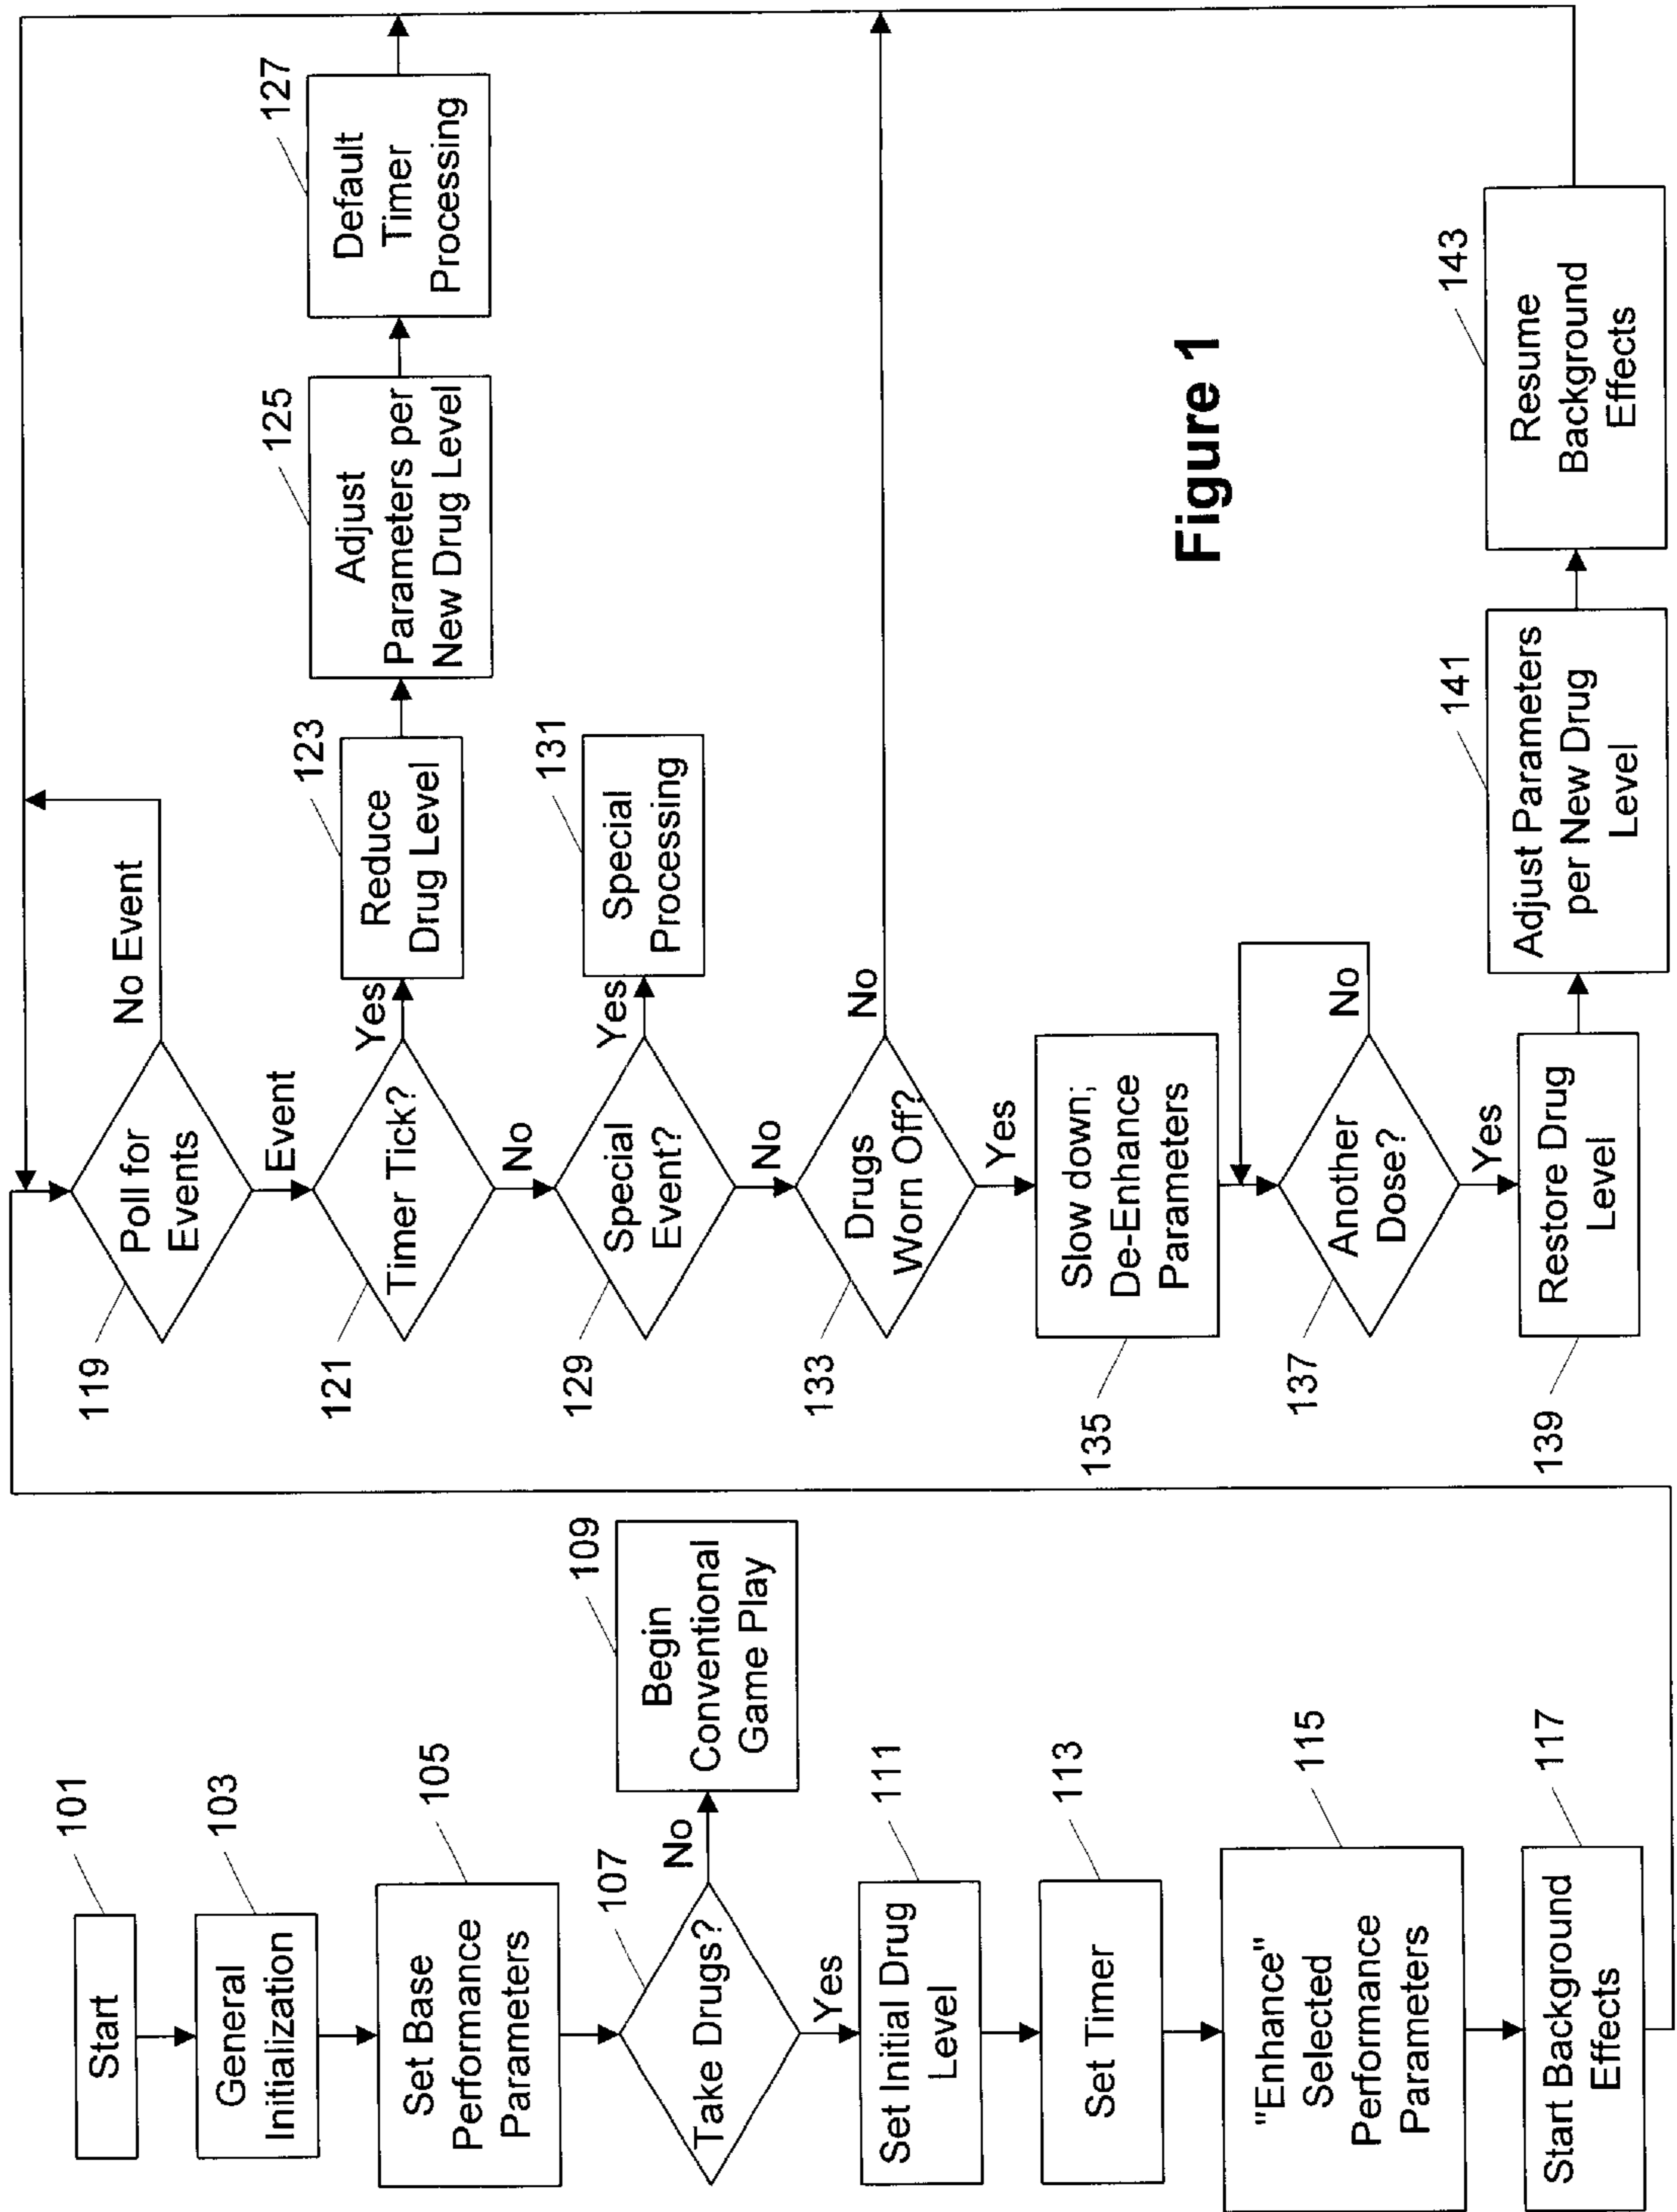 101
Start
103
General
Initialization
105
Set Base
Performance
Parameters
107
Take Drugs?
No
109
Begin
Conventional
Game Play
Yes
111
Set Initial Drug
Level
113
Set Timer
115
"Enhance"
Selected
Performance
Parameters
117
Start Background
Effects
119
Poll for
Events
No Event
Event
121
Timer Tick?
Yes
123
Reduce
Drug Level
125
Adjust
Parameters per
New Drug Level
127
Default
Timer
Processing
No
129
Special
Event?
Yes
131
Special
Processing
No
133
Drugs
Worn Off?
No
Yes
135
Slow down;
De-Enhance
Parameters
137
Another
Dose?
No
Yes
139
Restore Drug
Level
141
Adjust Parameters
per New Drug
Level
143
Resume
Background
Effects
Figure 1